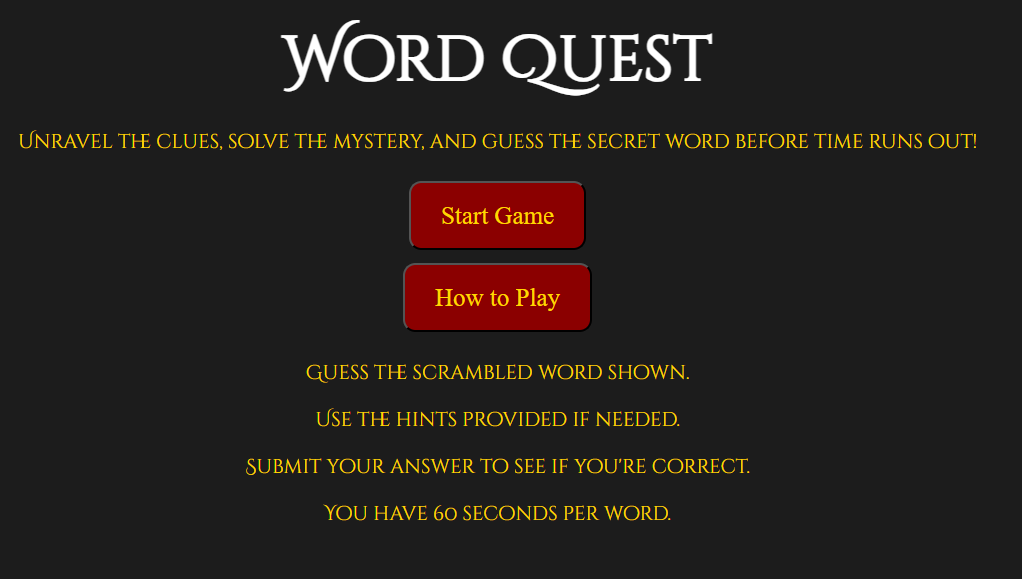 Word Quest
Unravel the clues, solve the mystery, and guess the secret word before time runs out!
Start Game
How to Play
Guess the scrambled word shown.
Use the hints provided if needed.
Submit your answer to see if you're correct.
You have 60 seconds per word.